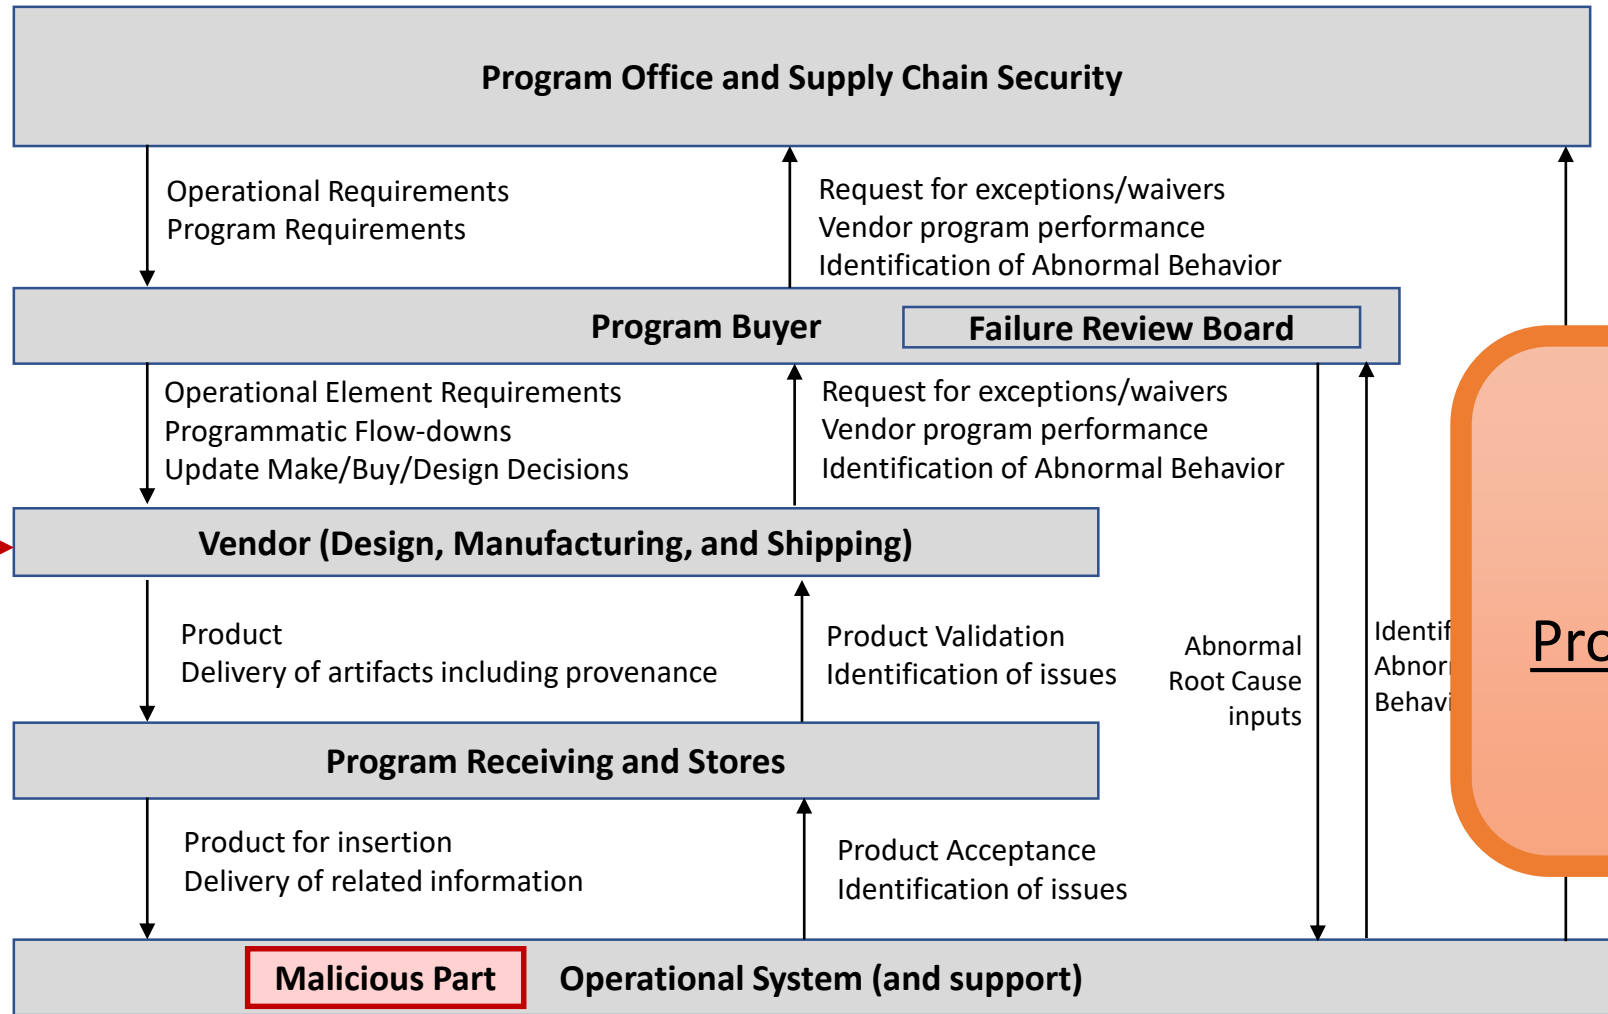 Program Office and Supply Chain Security
Operational Requirements
Program Requirements
Request for exceptions/waivers
Vendor program performance
Identification of Abnormal Behavior
Program Buyer
Failure Review Board
Operational Element Requirements
Programmatic Flow-downs
Update Make/Buy/Design Decisions
Request for exceptions/waivers
Vendor program performance
Identification of Abnormal Behavior
Vendor (Design, Manufacturing, and Shipping)
Product
Delivery of artifacts including provenance
Product Validation
Identification of issues
Abnormal
Root Cause
inputs
Program Receiving and Stores
Product for insertion
Delivery of related information
Product Acceptance
Identification of issues
Malicious Part
Operational System (and support)